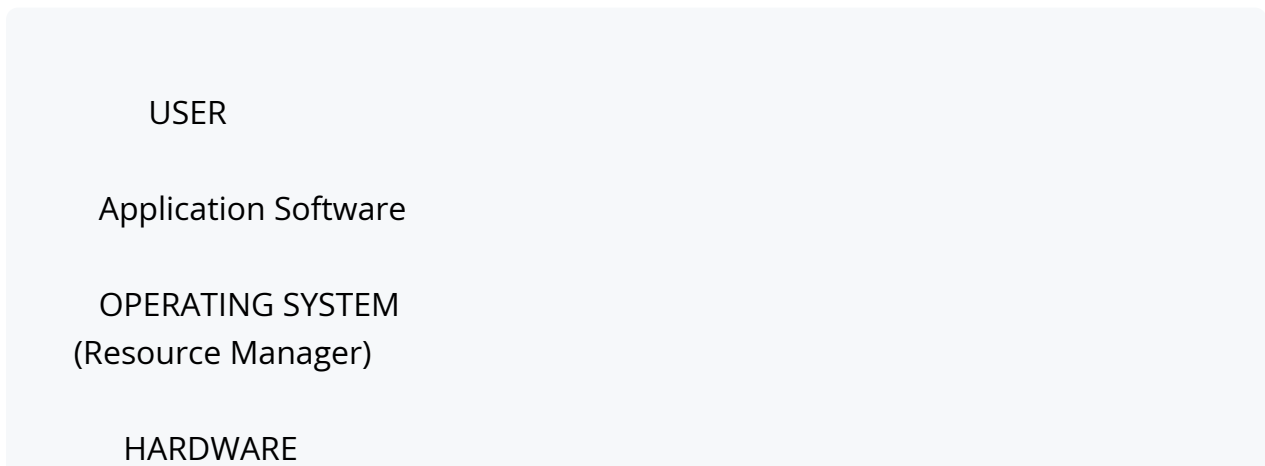 USER
Application Software
OPERATING SYSTEM
(Resource Manager)
HARDWARE